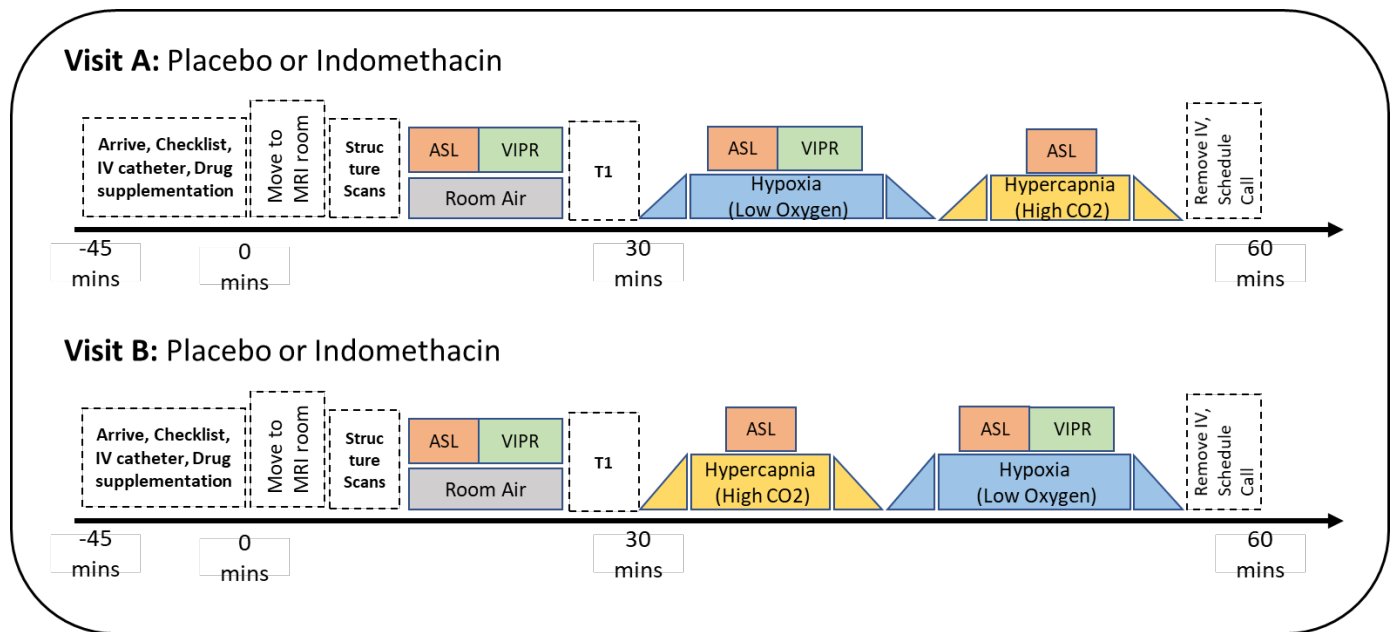 Visit A: Placebo or Indomethacin
Arrive, Checklist,
IV catheter, Drug
supplementation
Move to
MRI room
Struc
ture
Scans
ASL
VIPR
Room Air
T1
ASL
VIPR
Hypoxia
(Low Oxygen)
ASL
Hypercapnia
(High CO2)
Remove IV,
Schedule
Call
-45
mins
0
mins
30
mins
60
mins
Visit B: Placebo or Indomethacin
Arrive, Checklist,
IV catheter, Drug
supplementation
Move to
MRI room
Struc
ture
Scans
ASL
VIPR
Room Air
T1
ASL
Hypercapnia
(High CO2)
ASL
VIPR
Hypoxia
(Low Oxygen)
Remove IV,
Schedule
Call
-45
mins
0
mins
30
mins
60
mins